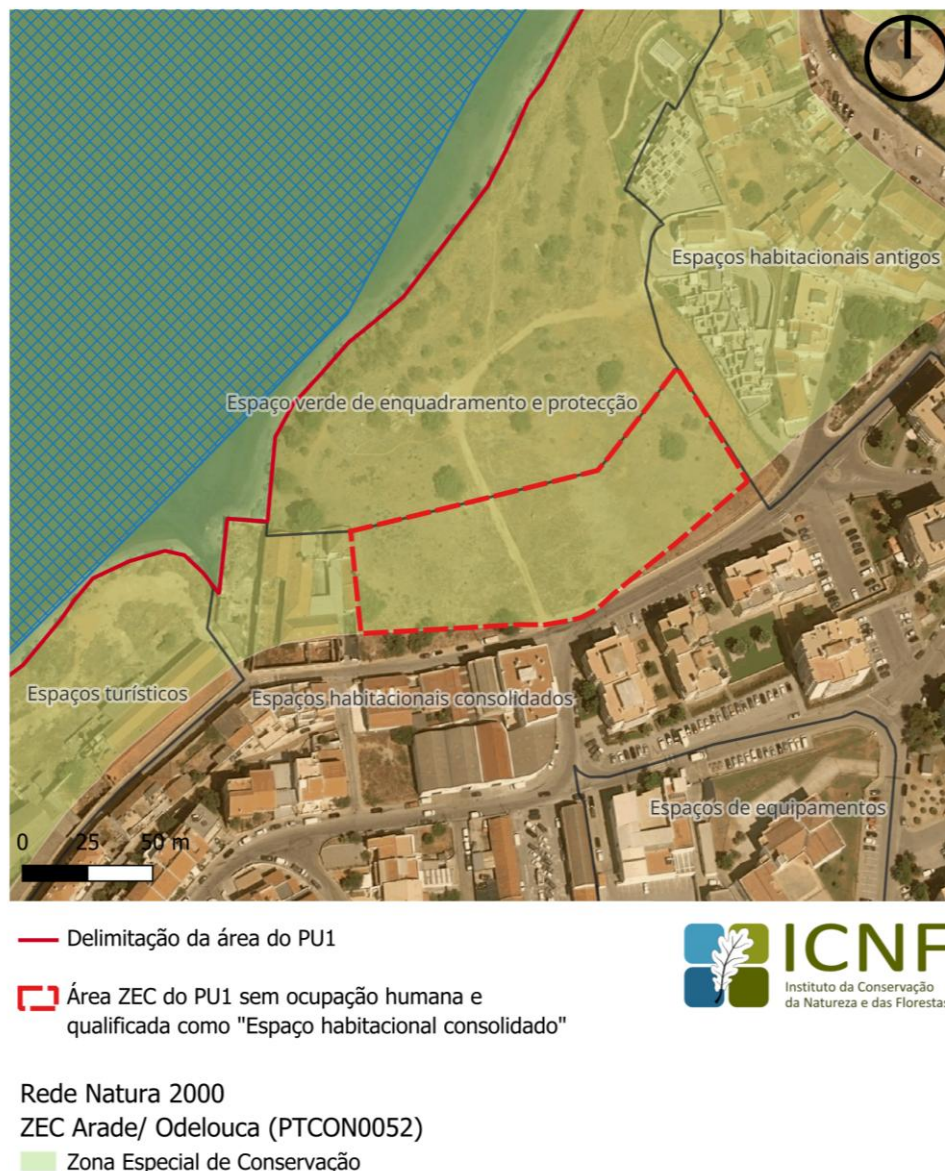 Espaços habitacionais antigos
Espaço verde de enquadramento e protecção
Espaços turísticos
Espaços habitacionais consolidados
Espaços de equipamentos
0 25 50 m
Delimitação da área do PU1
Área ZEC do PU1 sem ocupação humana e
qualificada como "Espaço habitacional consolidado"
ICNF
Instituto da Conservação
da Natureza e das Florestas
Rede Natura 2000
ZEC Arade/ Odelouca (PTCON0052)
Zona Especial de Conservação